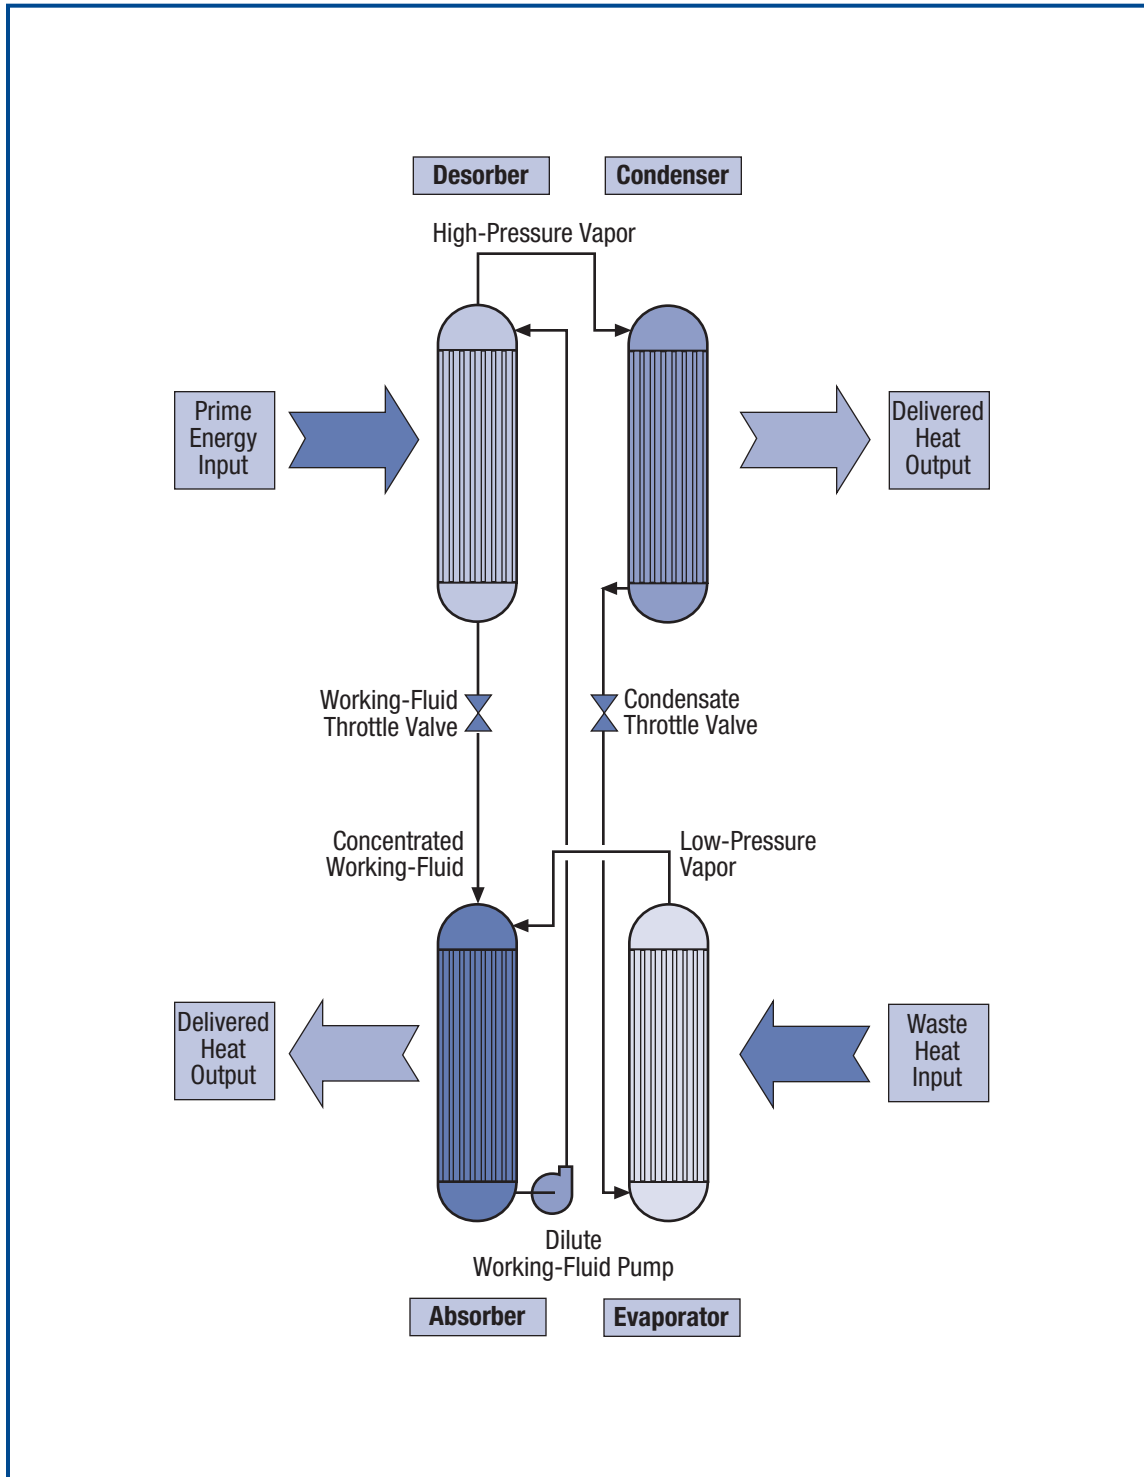 Desorber
Condenser
High-Pressure Vapor
Prime
Energy
Input
Delivered
Heat
Output
Working-Fluid
Throttle Valve
Condensate
Throttle Valve
Concentrated
Working-Fluid
Low-Pressure
Vapor
Delivered
Heat
Output
Waste
Heat
Input
Dilute
Working-Fluid Pump
Absorber
Evaporator